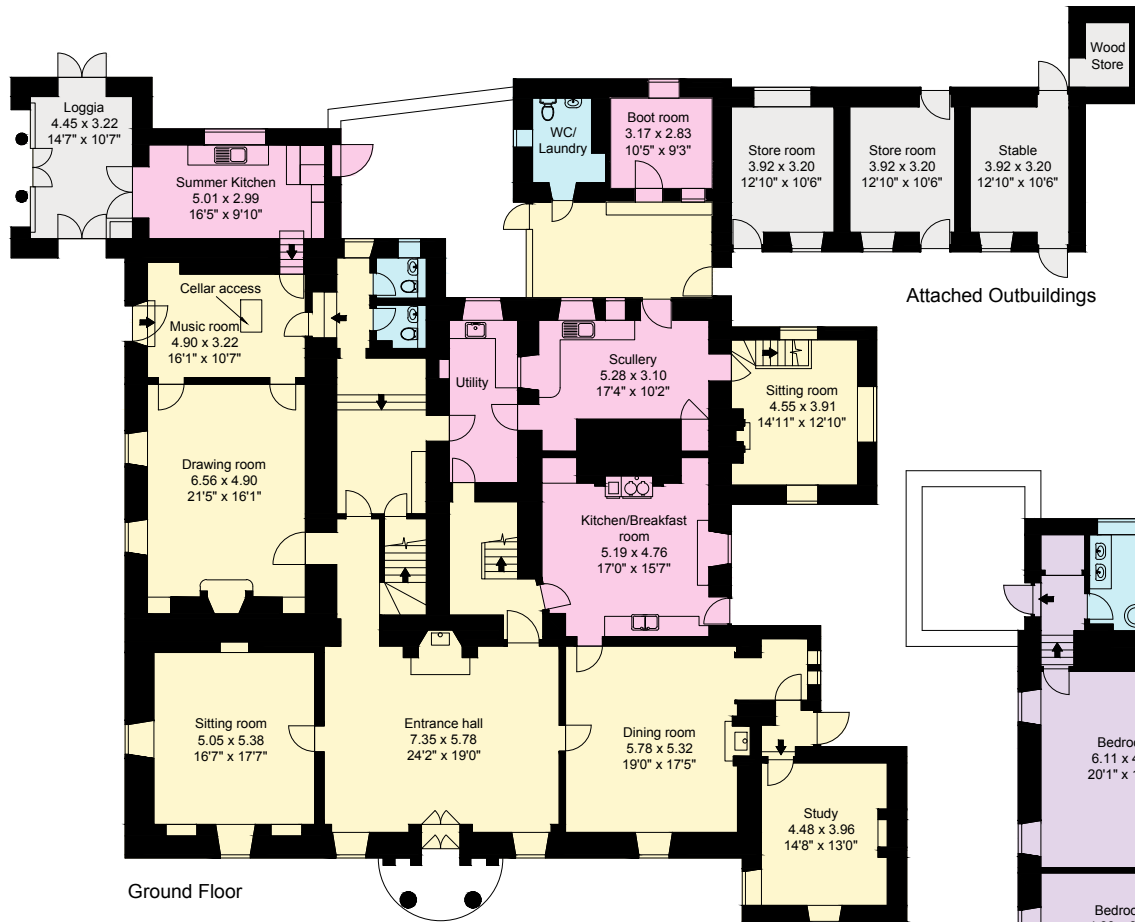 Wood
Store
Loggia
4.45 x 3.22
14'7" x 10'7"
WC/
Laundry
Boot room
3.17 x 2.83
10'5" x 9'3"
Store room
3.92 x 3.20
12'10" x 10'6"
Store room
3.92 x 3.20
12'10" x 10'6"
Stable
3.92 x 3.20
12'10" x 10'6"
Summer Kitchen
5.01 x 2.99
16'5" x 9'10"
Attached Outbuildings
Cellar access
Music room
4.90 x 3.22
16'1" x 10'7"
Utility
Scullery
5.28 x 3.10
17'4" x 10'2"
Sitting room
4.55 x 3.91
14'11" x 12'10"
Drawing room
6.56 x 4.90
21'5" x 16'1"
Kitchen/Breakfast
room
5.19 x 4.76
17'0" x 15'7"
Sitting room
5.05 x 5.38
16'7" x 17'7"
Entrance hall
7.35 x 5.78
24'2" x 19'0"
Dining room
5.78 x 5.32
19'0" x 17'5"
Study
4.48 x 3.96
14'8" x 13'0"
Bedroo
6.11 x 4
20'1" x 1
Bedroo
Ground Floor